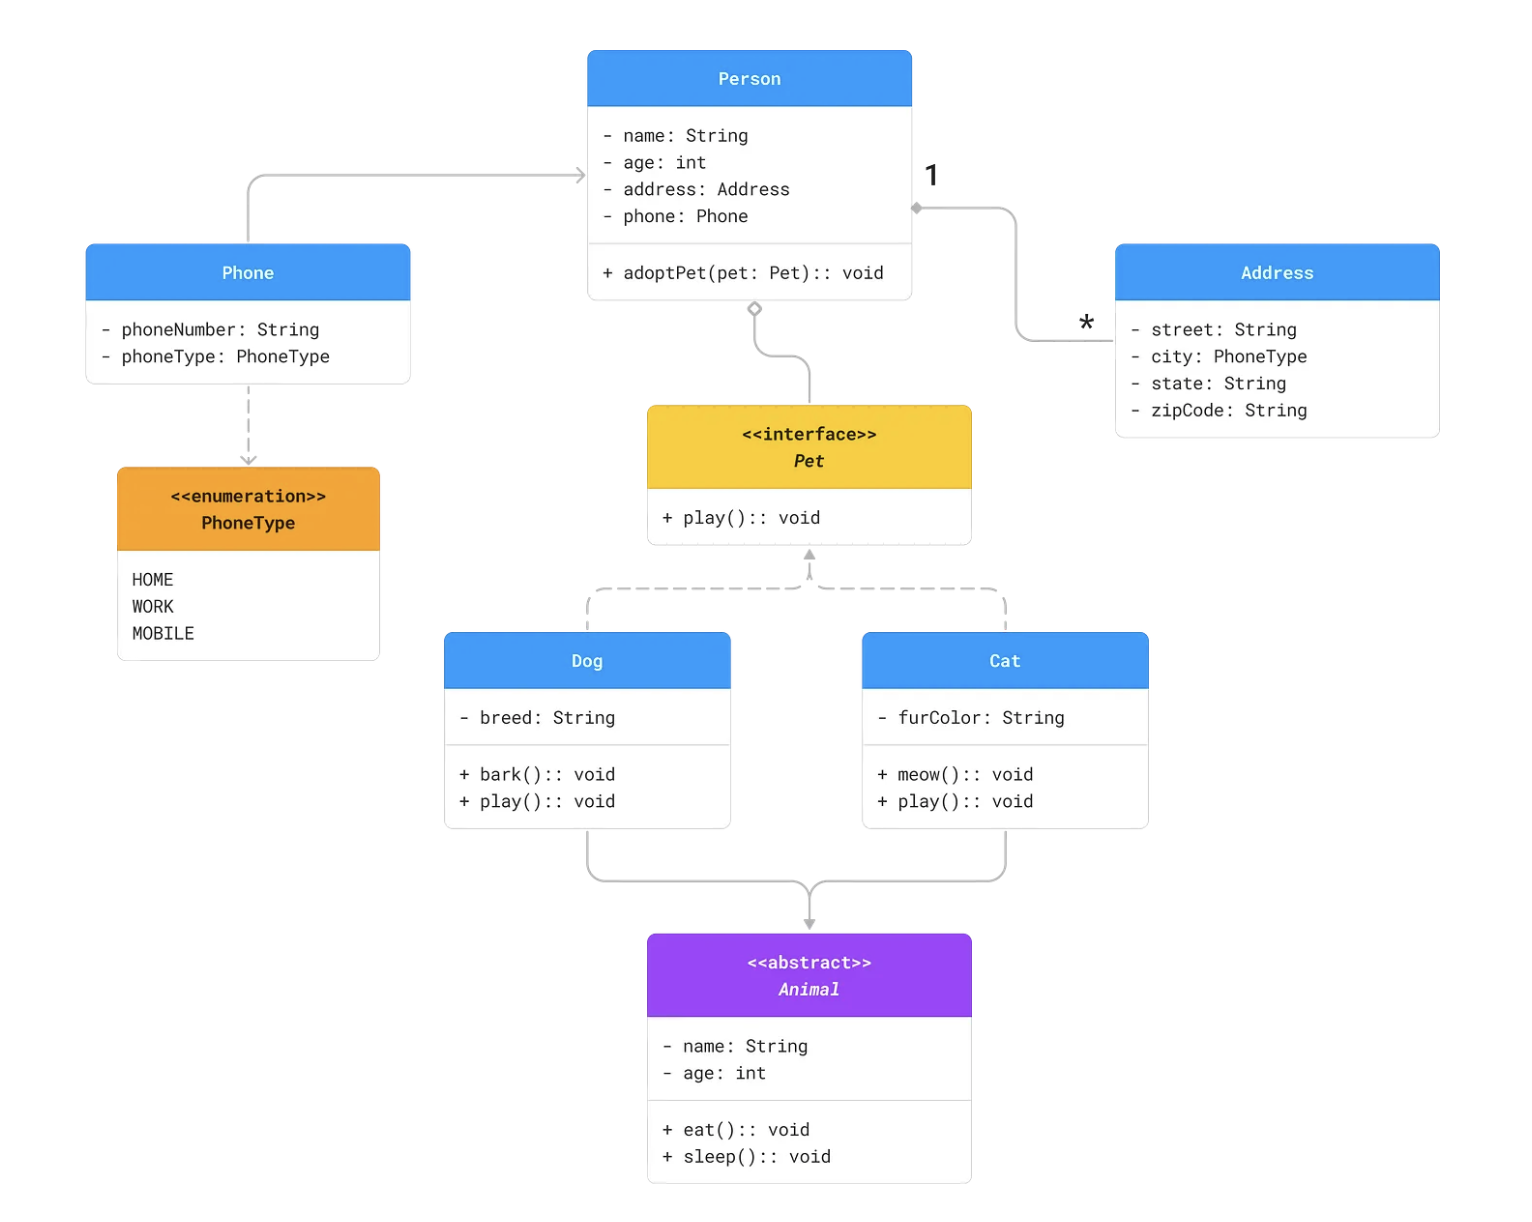 Person
- name: String
- age: int
- address: Address
- phone: Phone
+ adoptPet(pet: Pet):: void
1
*
Phone
- phoneNumber: String
- phoneType: PhoneType
Address
- street: String
- city: PhoneType
- state: String
- zipCode: String
<<interface>>
Pet
+ play():: void
<<enumeration>>
PhoneType
HOME
WORK
MOBILE
Dog
- breed: String
+ bark():: void
+ play():: void
Cat
- furColor: String
+ meow():: void
+ play():: void
<<abstract>>
Animal
- name: String
- age: int
+ eat():: void
+ sleep():: void